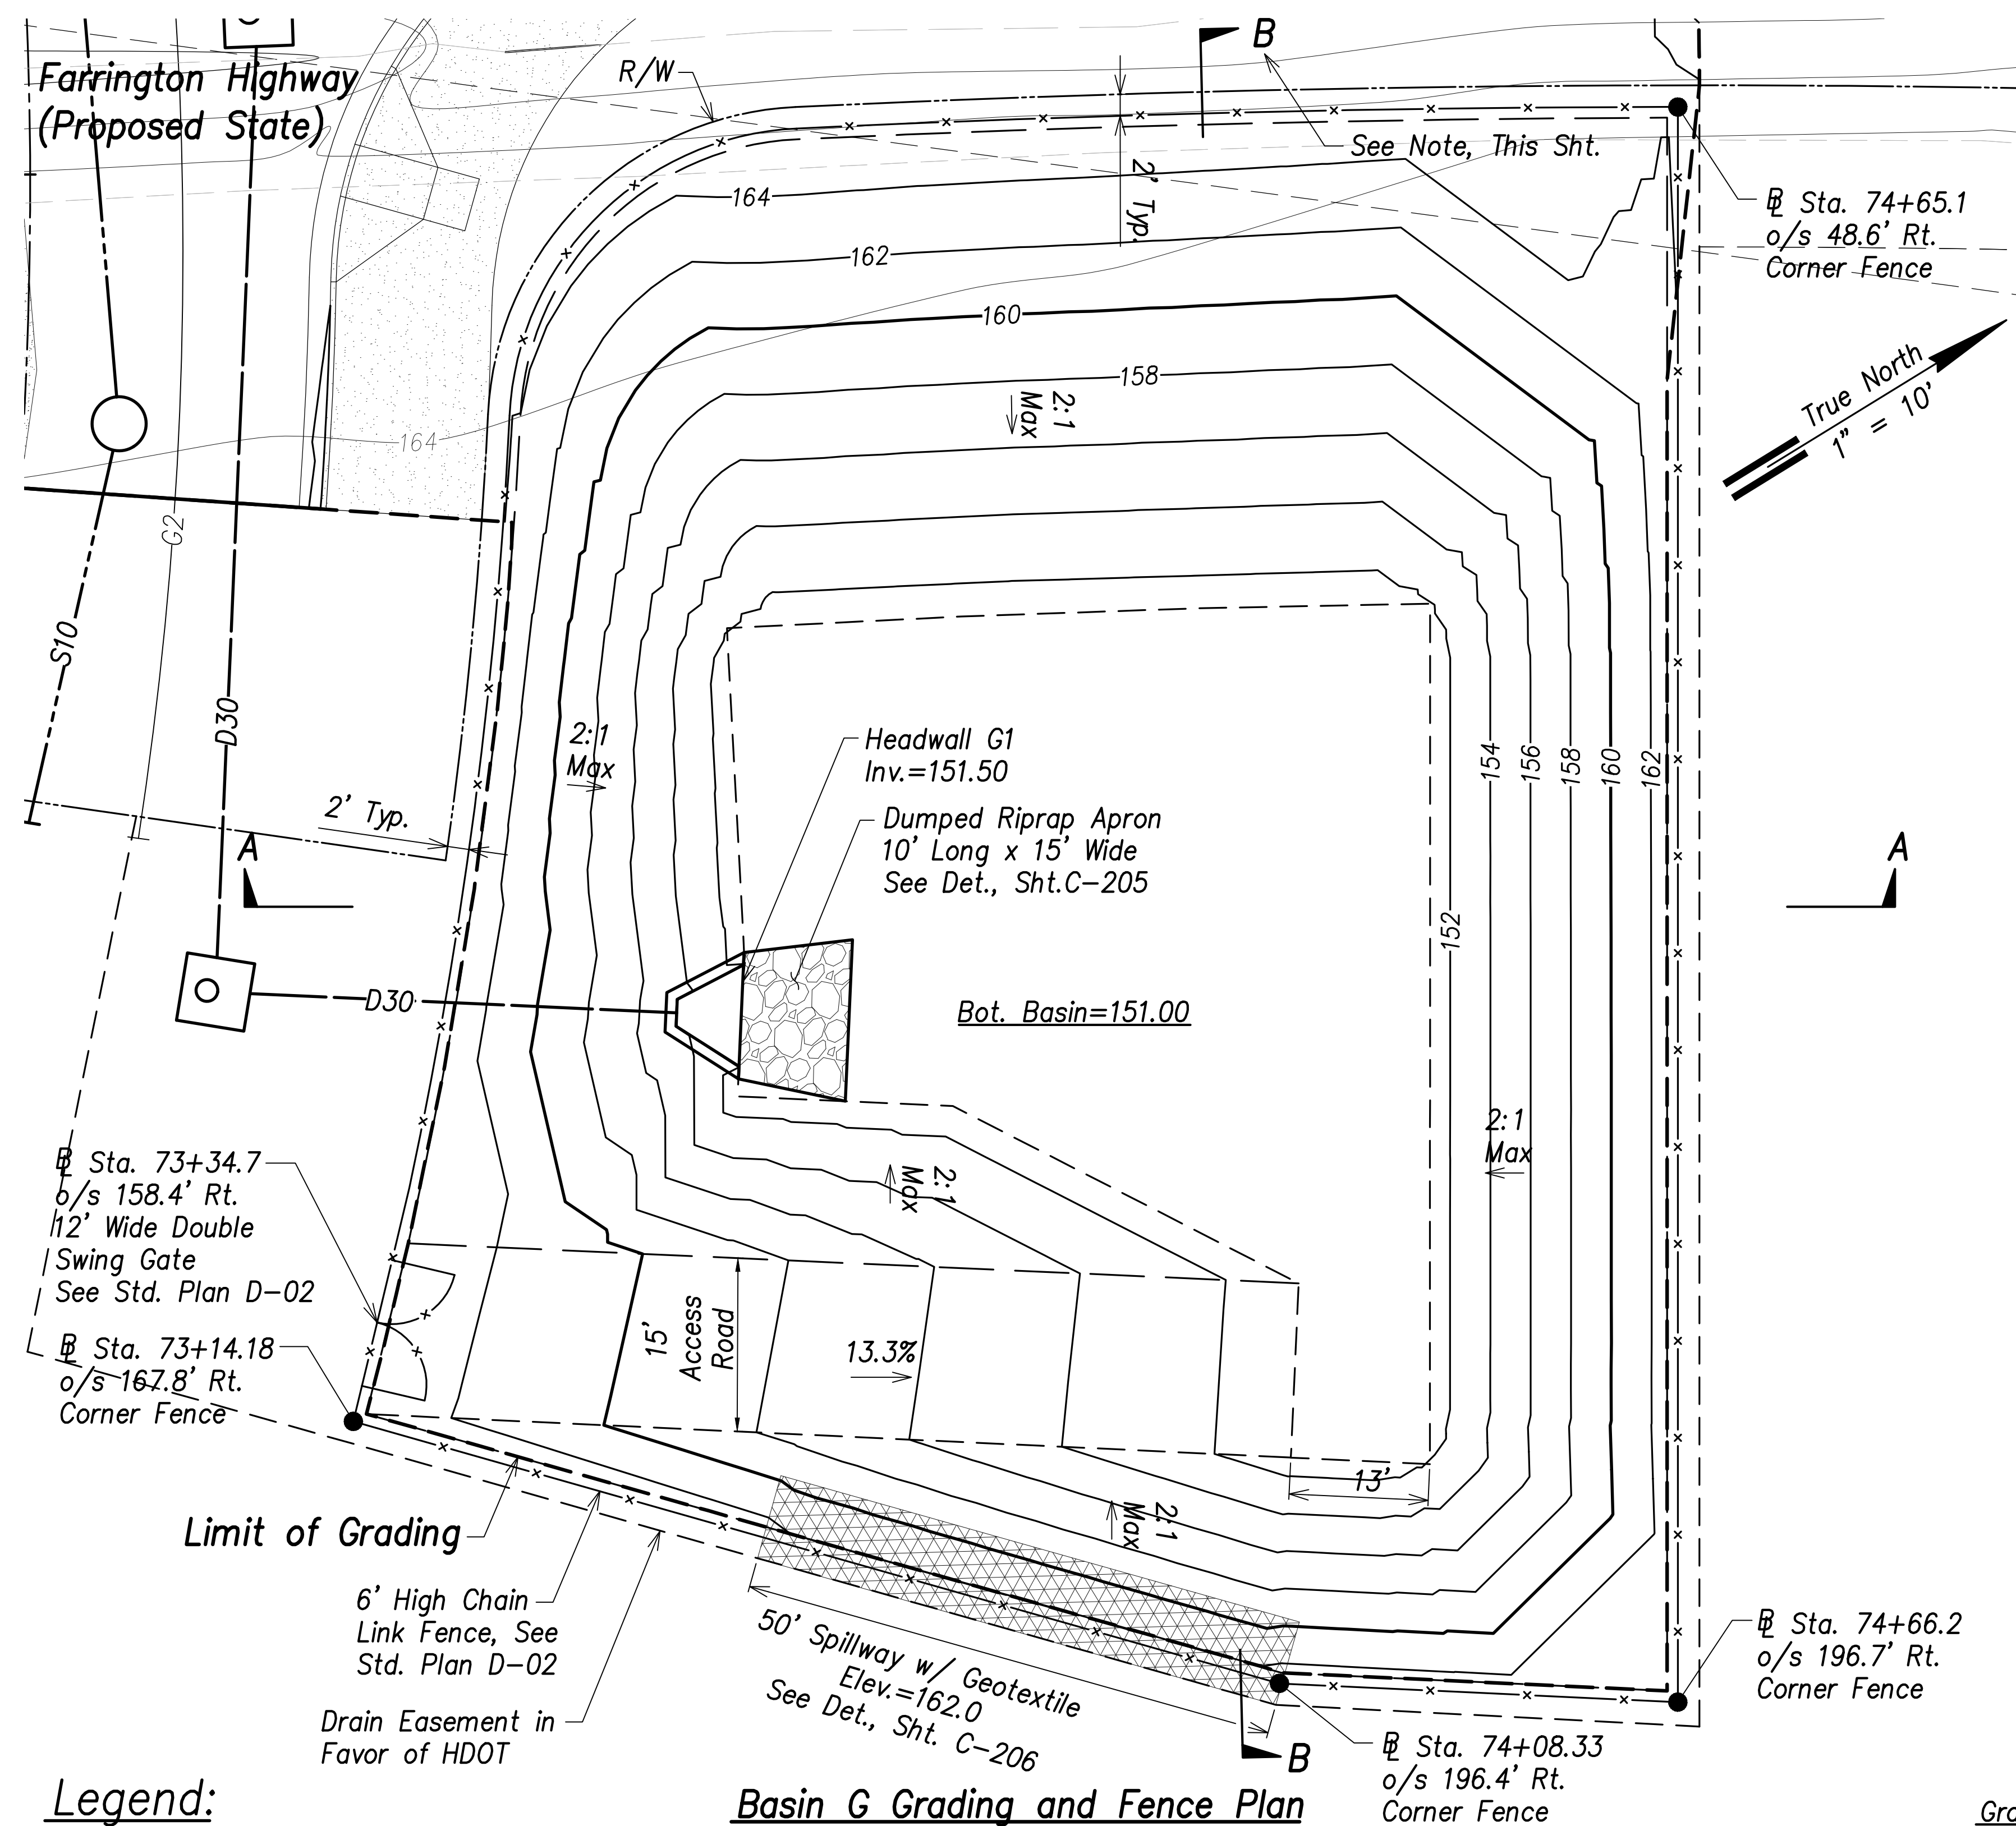 Farrington Highway
(Proposed State)
R/W
B
See Note, This Sht.
2' Typ.
164
162
160
158
2:1
Max
℄ Sta. 74+65.1
o/s 48.6' Rt.
Corner Fence
True North
1" = 10'
164
G2
S10
D30
2' Typ.
A
2:1
Max
Headwall G1
Inv.=151.50
Dumped Riprap Apron
10' Long x 15' Wide
See Det., Sht.C-205
154
156
158
160
162
152
A
D30
Bot. Basin=151.00
2:1
Max
2:1
Max
Sta. 73+34.7
o/s 158.4' Rt.
12' Wide Double
Swing Gate
See Std. Plan D-02
Sta. 73+14.18
o/s 167.8' Rt.
Corner Fence
15'
Access
Road
13.3%
13'
2:1
Max
Limit of Grading
6' High Chain
Link Fence, See
Std. Plan D-02
Drain Easement in
Favor of HDOT
50' Spillway w/ Geotextile
Elev.=162.0
See Det., Sht. C-206
Sta. 74+66.2
o/s 196.7' Rt.
Corner Fence
B
Sta. 74+08.33
o/s 196.4' Rt.
Corner Fence
Legend:
Basin G Grading and Fence Plan
Gra